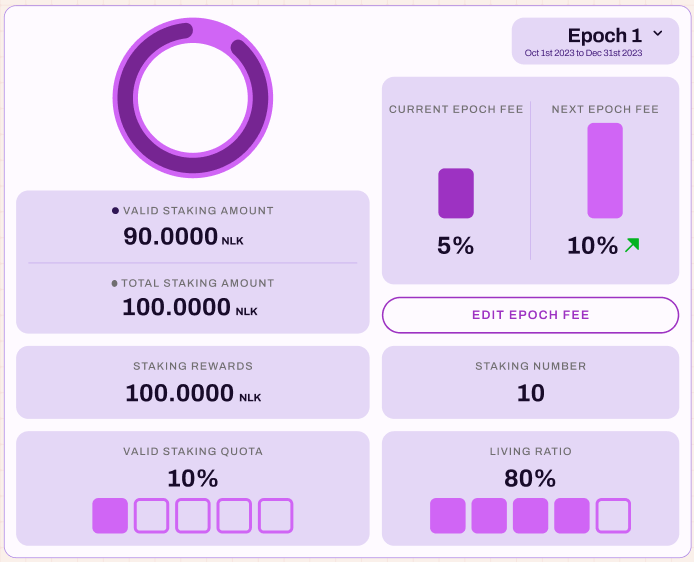 Epoch 1
Oct 1st 2023 to Dec 31st 2023
CURRENT EPOCH FEE
5%
NEXT EPOCH FEE
10%
EDIT EPOCH FEE
VALID STAKING AMOUNT
90.0000 NLK
TOTAL STAKING AMOUNT
100.0000 NLK
STAKING REWARDS
100.0000 NLK
STAKING NUMBER
10
VALID STAKING QUOTA
10%
LIVING RATIO
80%